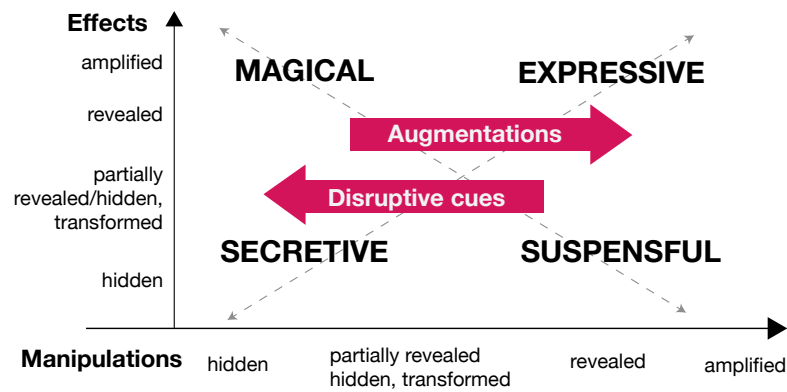 Effects
amplified
MAGICAL
EXPRESSIVE
revealed
Augmentations
partially
revealed/hidden,
transformed
Disruptive cues
SECRETIVE
SUSPENSFUL
hidden
Manipulations
hidden
partially revealed
hidden, transformed
revealed
amplified